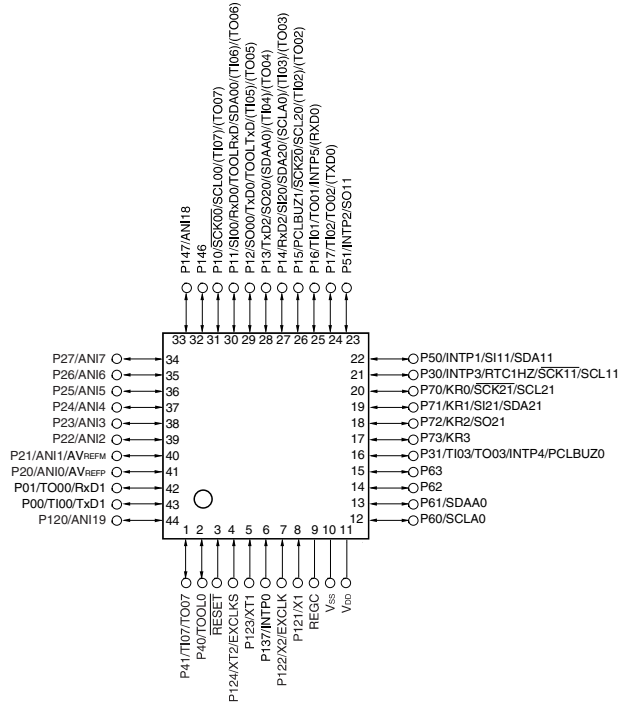 P147/ANI18
P146
P10/SCK00/SCL00/(TI07)/(TO07)
P11/SI00/RxD0/TOOLRxD/SDA00/(TI06)/(TO06)
P12/SO00/TxD0/TOOLTxD/(TI05)/(TO05)
P13/TxD2/SO20/(SDAA0)/(TI04)/(TO04)
P14/RxD2/SI20/SDA20/(SCLA0)/(TI03)/(TO03)
P15/PCLBUZ1/SCK20/SCL20/(TI02)/(TO02)
P16/TI01/TO01/INTP5/(RXD0)
P17/TI02/TO02/(TXD0)
P51/INTP2/SO11
33 32 31 30 29 28 27 26 25 24 23
P27/ANI7 34
P26/ANI6 35
P25/ANI5 36
P24/ANI4 37
P23/ANI3 38
P22/ANI2 39
P21/ANI1/AVREFM 40
P20/ANI0/AVREFP 41
P01/TO00/RxD1 42
P00/TI00/TxD1 43
P120/ANI19 44
22 P50/INTP1/SI11/SDA11
21 P30/INTP3/RTC1HZ/SCK11/SCL11
20 P70/KR0/SCK21/SCL21
19 P71/KR1/SI21/SDA21
18 P72/KR2/SO21
17 P73/KR3
16 P31/TI03/TO03/INTP4/PCLBUZ0
15 P63
14 P62
13 P61/SDAA0
12 P60/SCLA0
1 2 3 4 5 6 7 8 9 10 11
P41/TI07/TO07
P40/TOOL0
RESET
P124/XT2/EXCLKS
P123/XT1
P137/INTP0
P122/X2/EXCLK
P121/X1
REGC
VSS
VDD